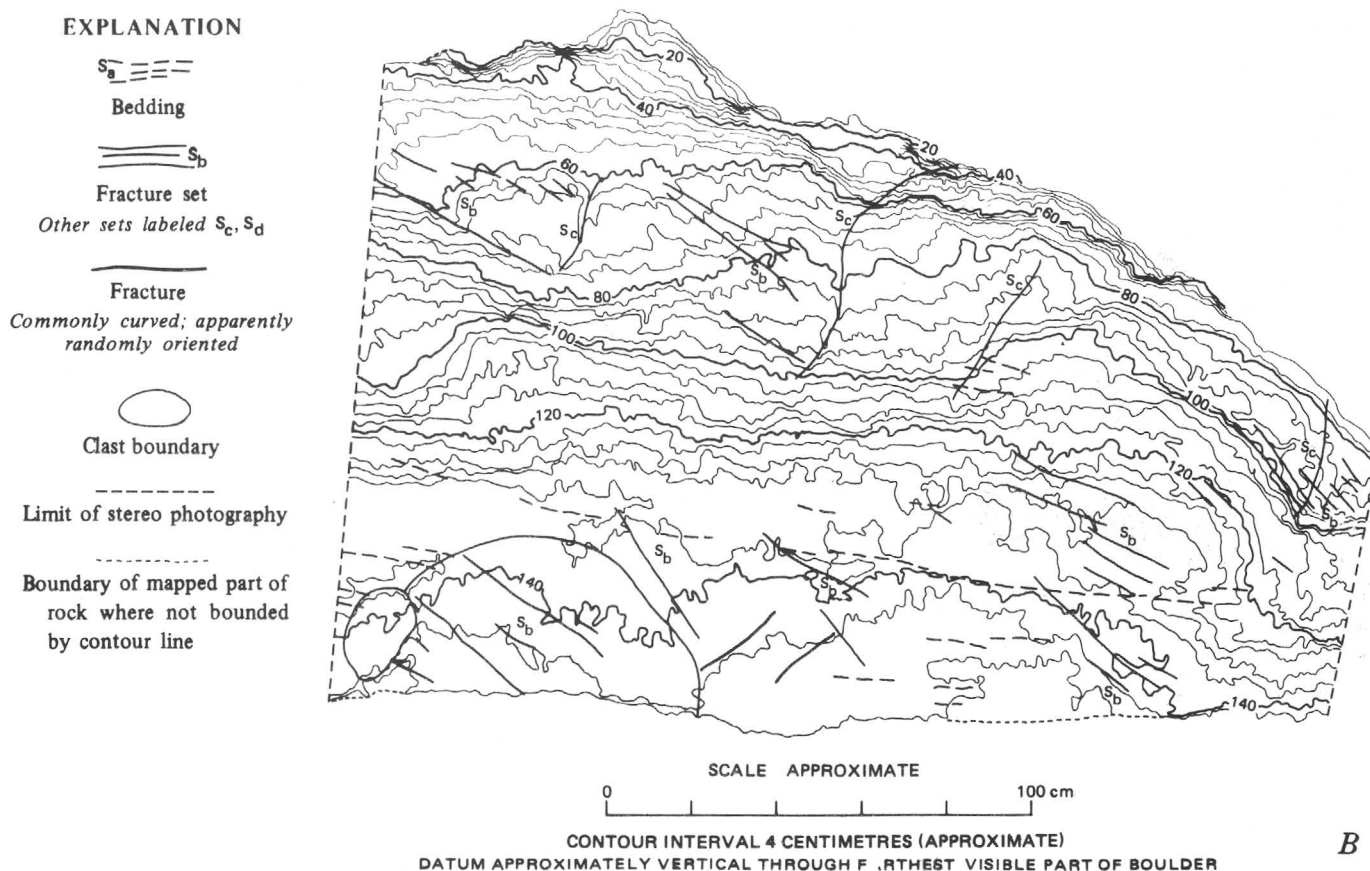 EXPLANATION
Sa
Bedding
Sb
Fracture set
Other sets labeled Sc, Sd
Fracture
Commonly curved; apparently
randomly oriented
Clast boundary
Limit of stereo photography
Boundary of mapped part of
rock where not bounded
by contour line
20
40
20
40
60
60
Sb
Sc
Sc
Sb
Sc
80
80
100
100
120
120
Sc
Sb
Sb
Sb
Sb
140
Sb
Sb
140
SCALE APPROXIMATE
0 100 cm
CONTOUR INTERVAL 4 CENTIMETRES (APPROXIMATE)
DATUM APPROXIMATELY VERTICAL THROUGH F RTHEST VISIBLE PART OF BOULDER
B